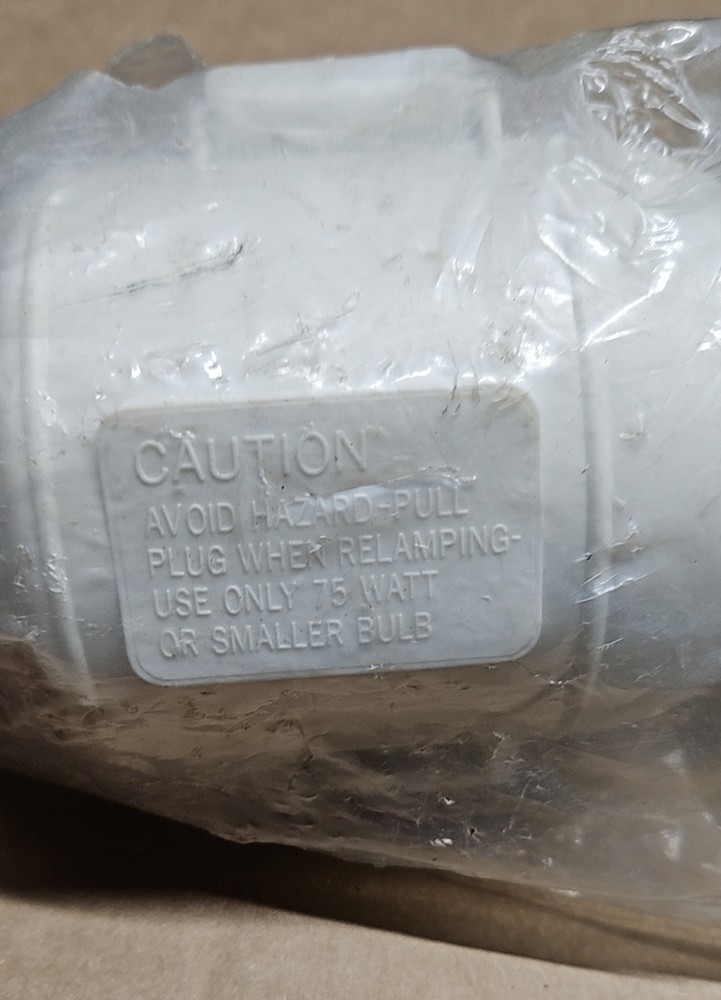 CAUTION
AVOID HAZARD-PULL
PLUG WHEN RELAMPING-
USE ONLY 75 WATT
OR SMALLER BULB